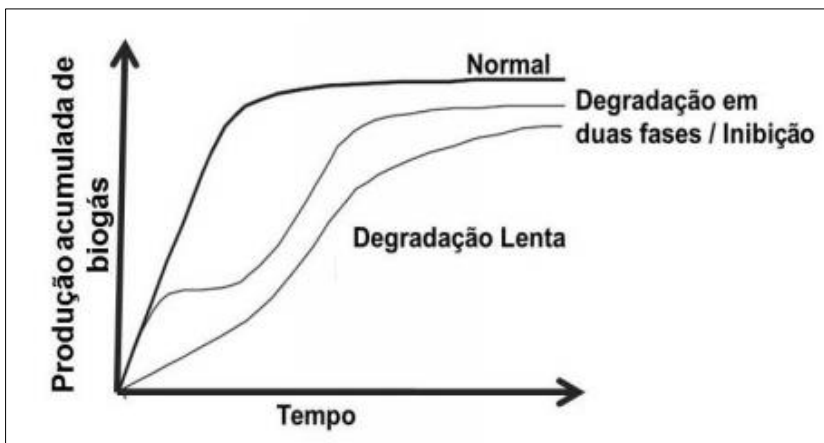 Produção acumulada de
biogás
Normal
Degradação em
duas fases / Inibição
Degradação Lenta
Tempo